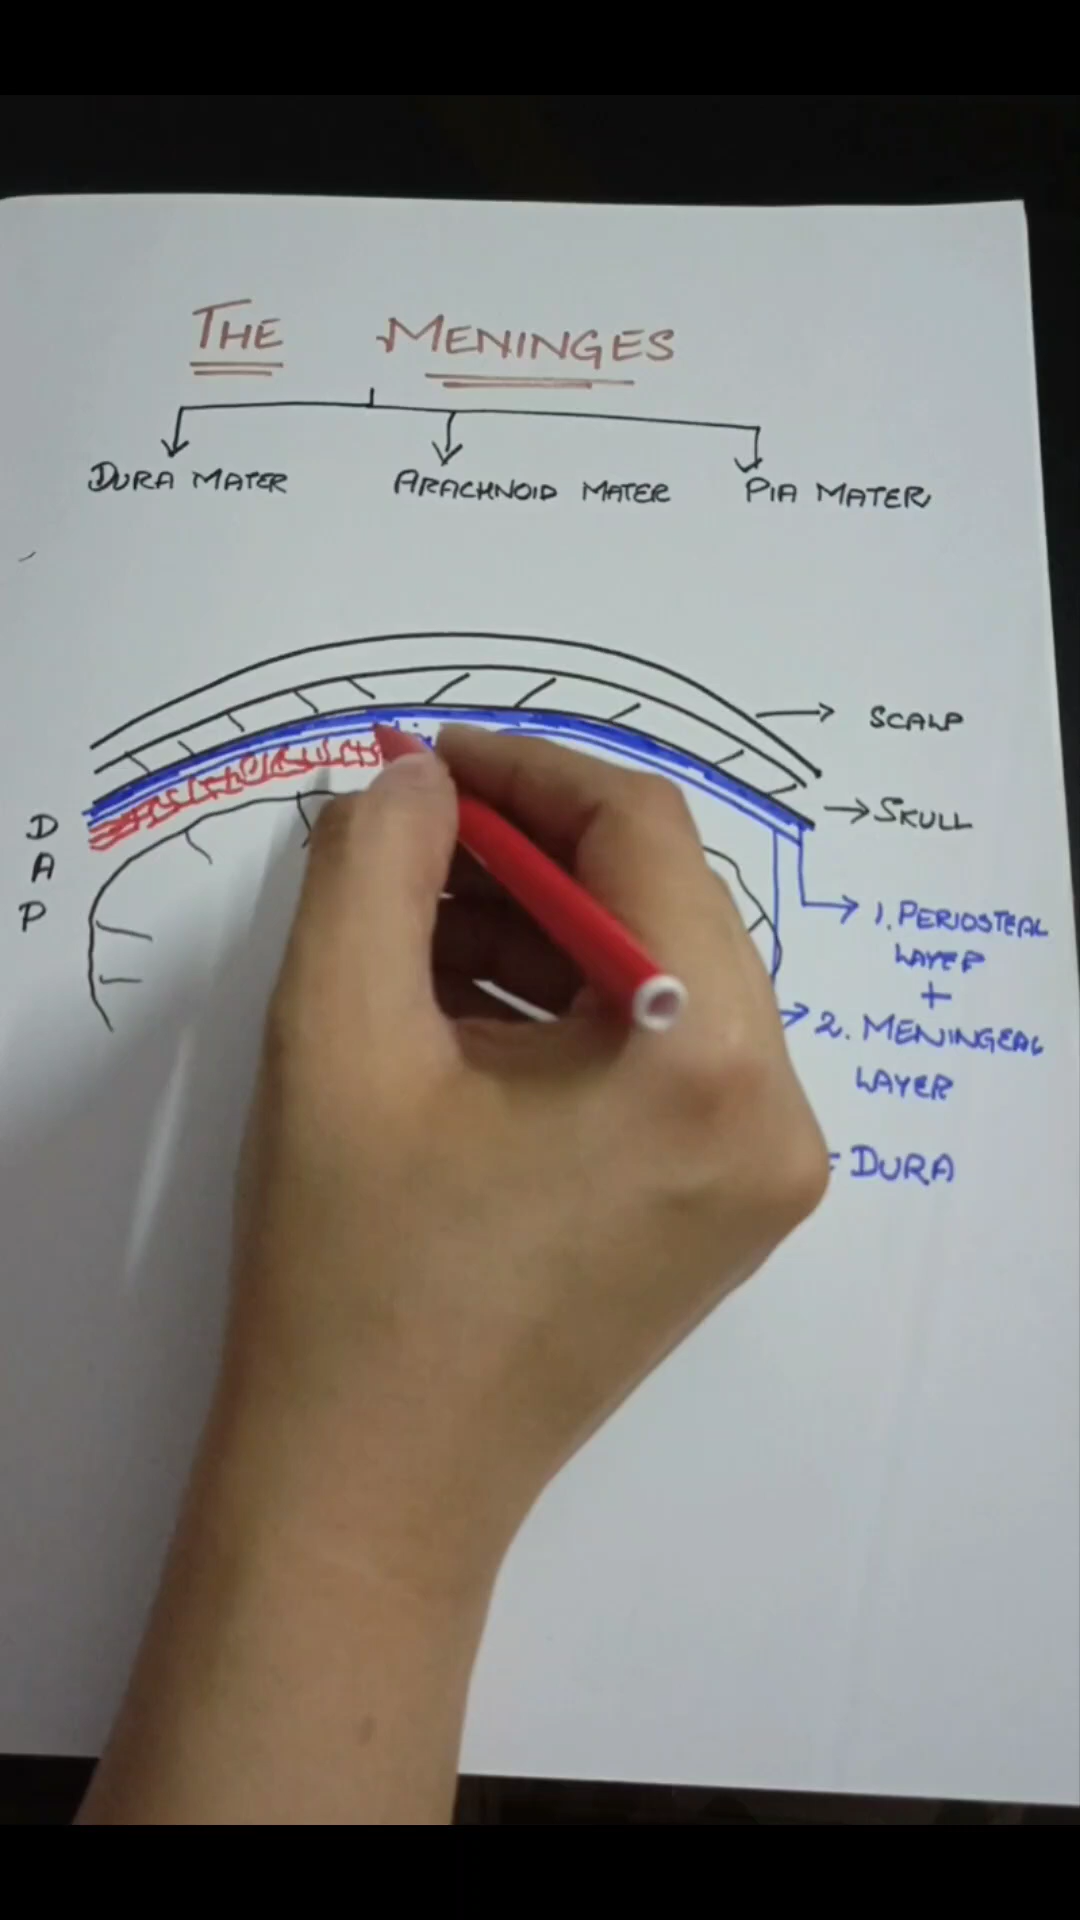 THE MENINGES
DURA MATER ARACHNOID MATER PIA MATER
SCALP
SKULL
D
A
P
1. PERIOSTEAL
LAYER
+
2. MENINGEAL
LAYER
= DURA